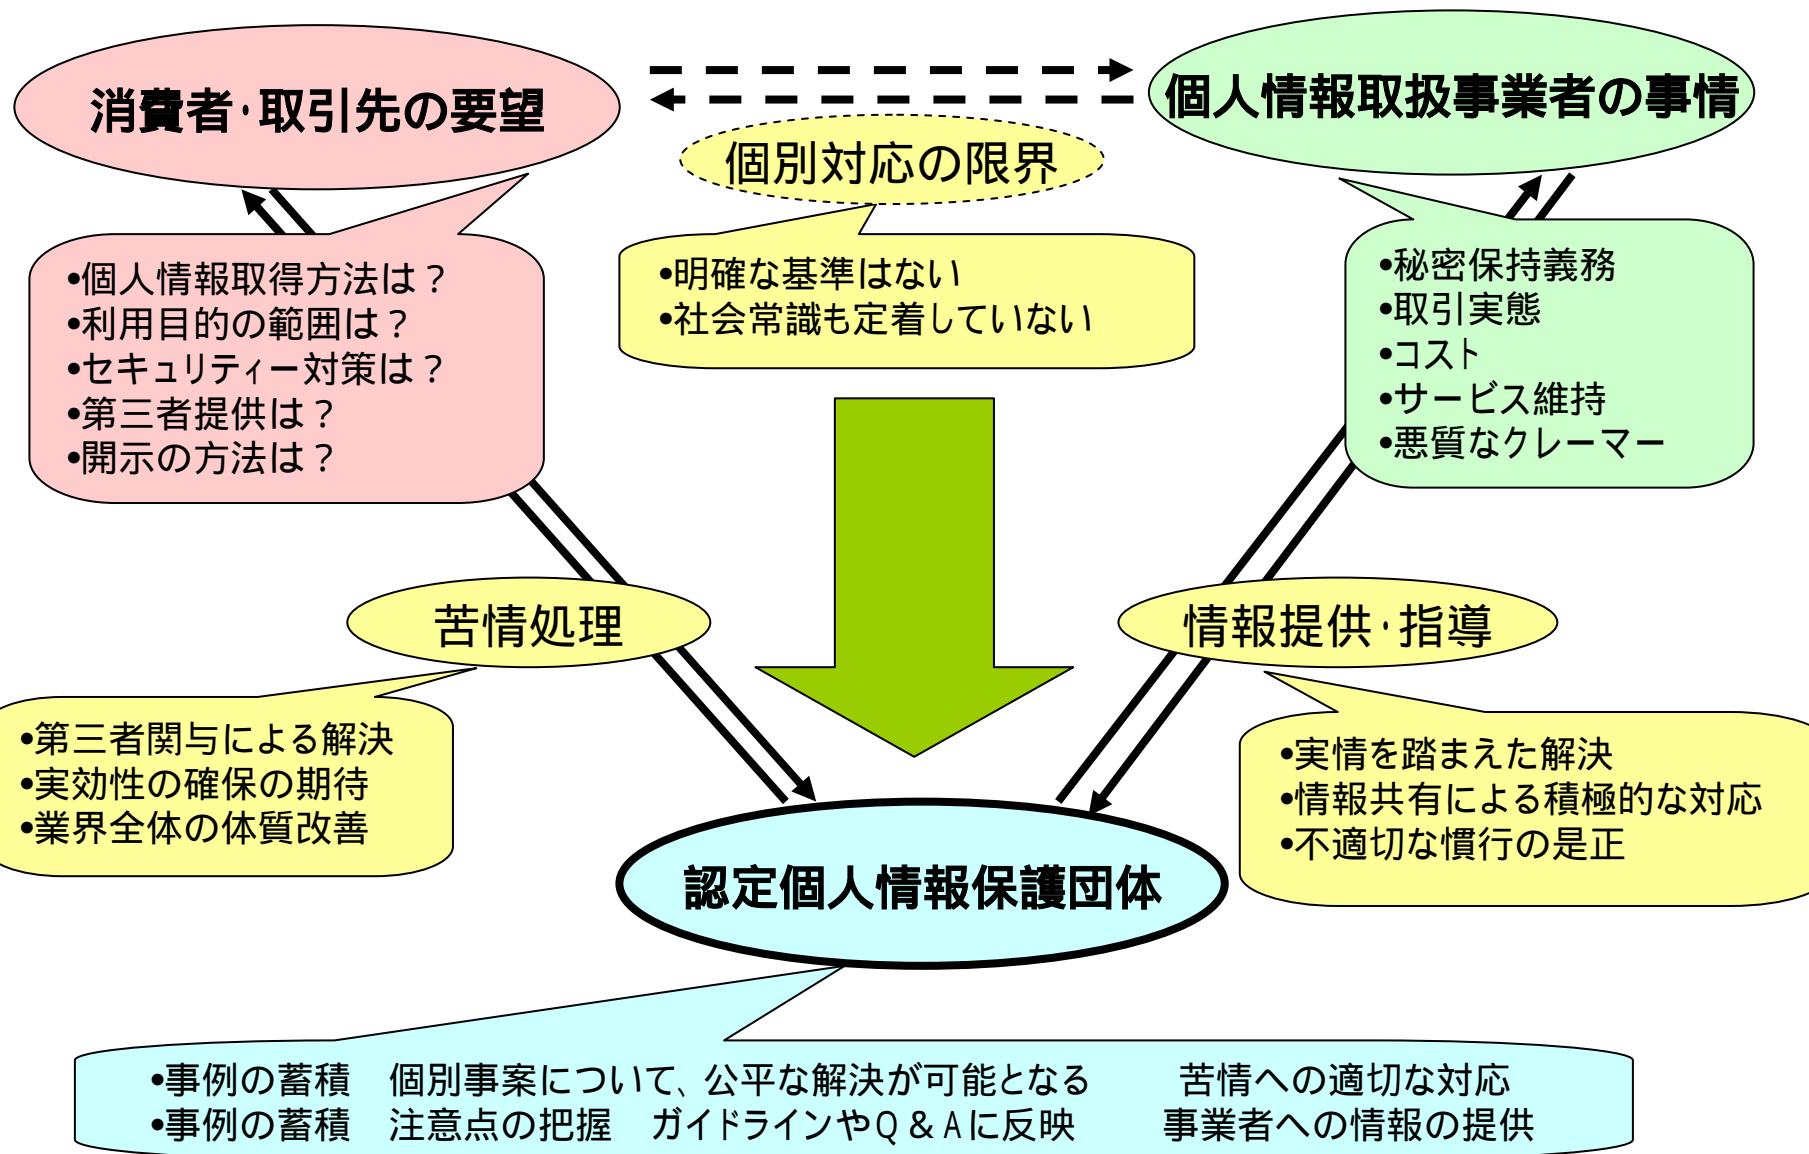 消費者・取引先の要望
個人情報取扱事業者の事情
個別対応の限界
•個人情報取得方法は？
•利用目的の範囲は？
•セキュリティー対策は？
•第三者提供は？
•開示の方法は？
•明確な基準はない
•社会常識も定着していない
•秘密保持義務
•取引実態
•コスト
•サービス維持
•悪質なクレーマー
苦情処理
情報提供・指導
•第三者関与による解決
•実効性の確保の期待
•業界全体の体質改善
•実情を踏まえた解決
•情報共有による積極的な対応
•不適切な慣行の是正
認定個人情報保護団体
•事例の蓄積　個別事案について、公平な解決が可能となる　　苦情への適切な対応
•事例の蓄積　注意点の把握　ガイドラインやＱ＆Ａに反映　　事業者への情報の提供